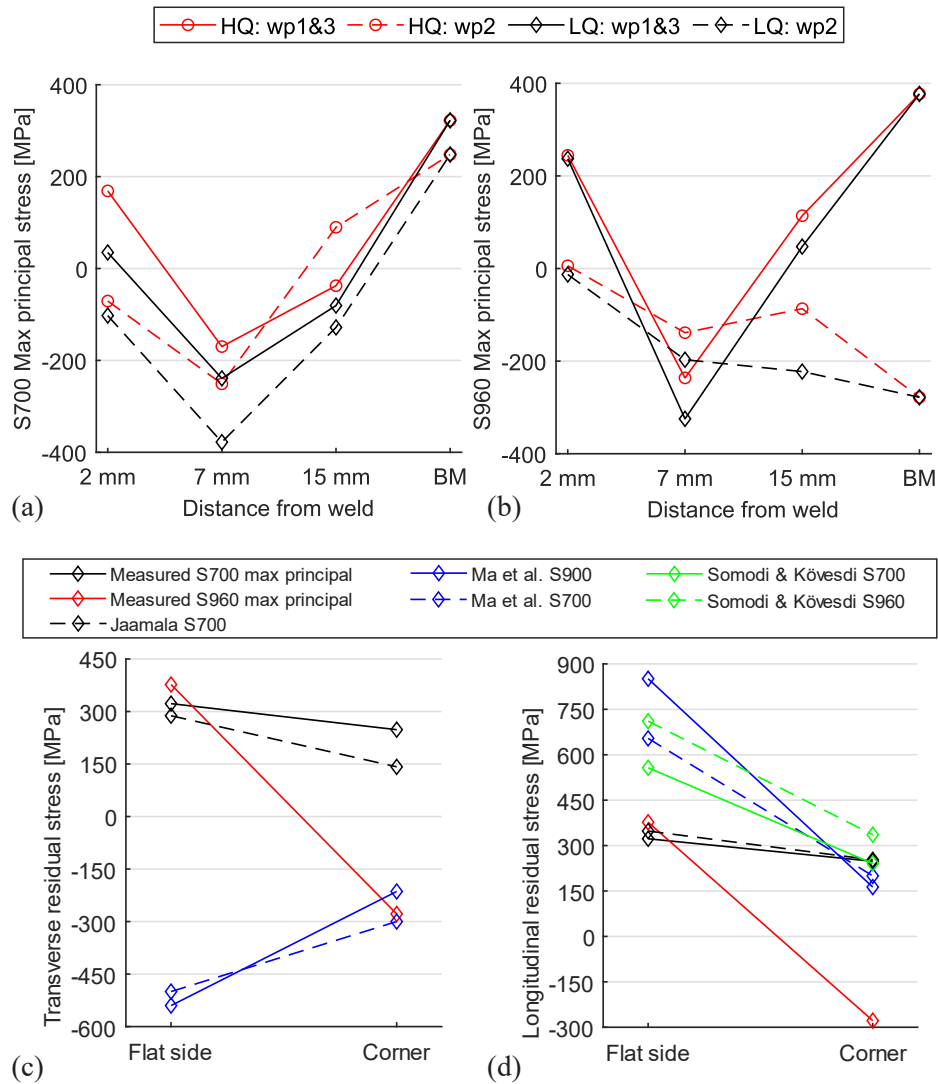 HQ: wp1&3 HQ: wp2 LQ: wp1&3 LQ: wp2
S700 Max principal stress [MPa]
400
200
0
-200
-400
2 mm 7 mm 15 mm BM
Distance from weld
(a)
S960 Max principal stress [MPa]
400
200
0
-200
-400
2 mm 7 mm 15 mm BM
Distance from weld
(b)
Measured S700 max principal Ma et al. S900 Somodi & Kövesdi S700
Measured S960 max principal Ma et al. S700 Somodi & Kövesdi S960
Jaamala S700
Transverse residual stress [MPa]
450
300
150
0
-150
-300
-450
-600
Flat side Corner
(c)
Longitudinal residual stress [MPa]
900
750
600
450
300
150
0
-150
-300
Flat side Corner
(d)